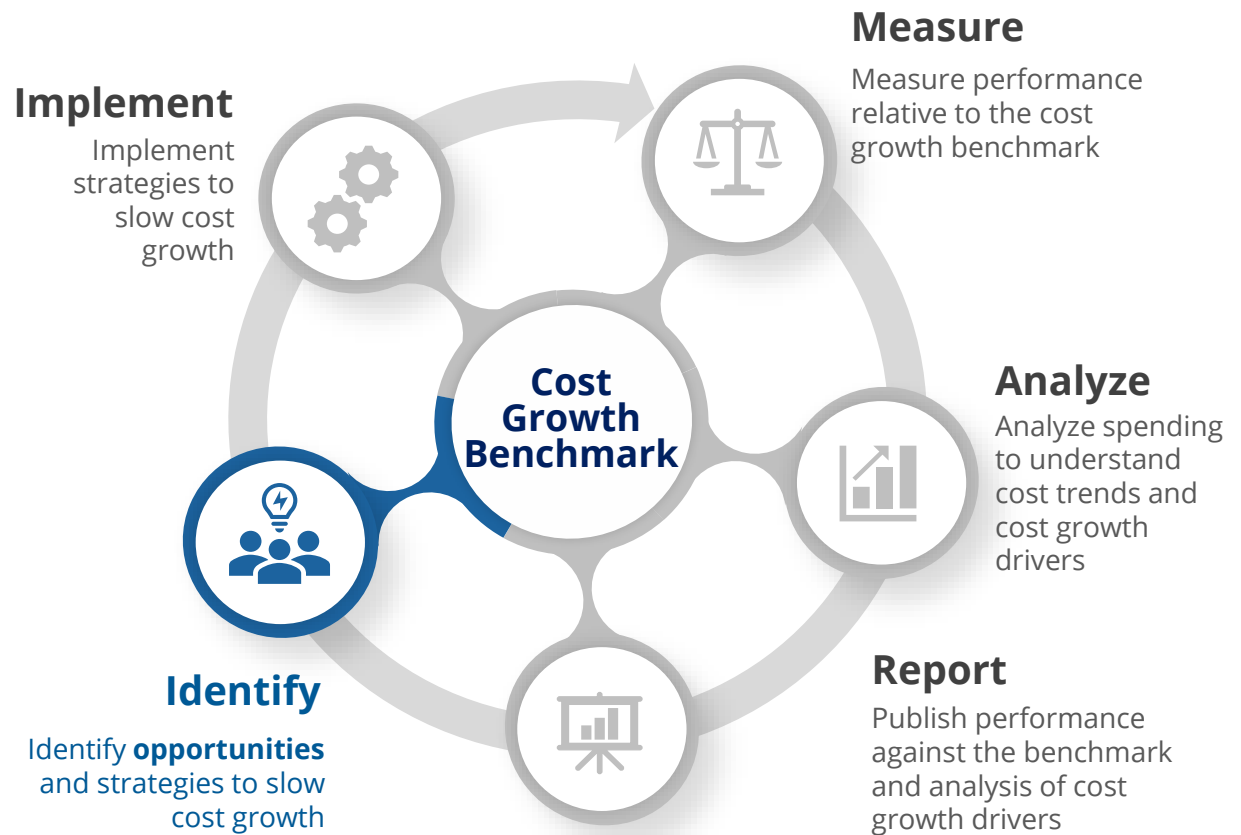 Measure
Measure performance
relative to the cost
growth benchmark
Implement
Implement
strategies to
slow cost
growth
Cost
Growth
Benchmark
Analyze
Analyze spending
to understand
cost trends and
cost growth
drivers
Report
Publish performance
against the benchmark
and analysis of cost
growth drivers
Identify
Identify opportunities
and strategies to slow
cost growth